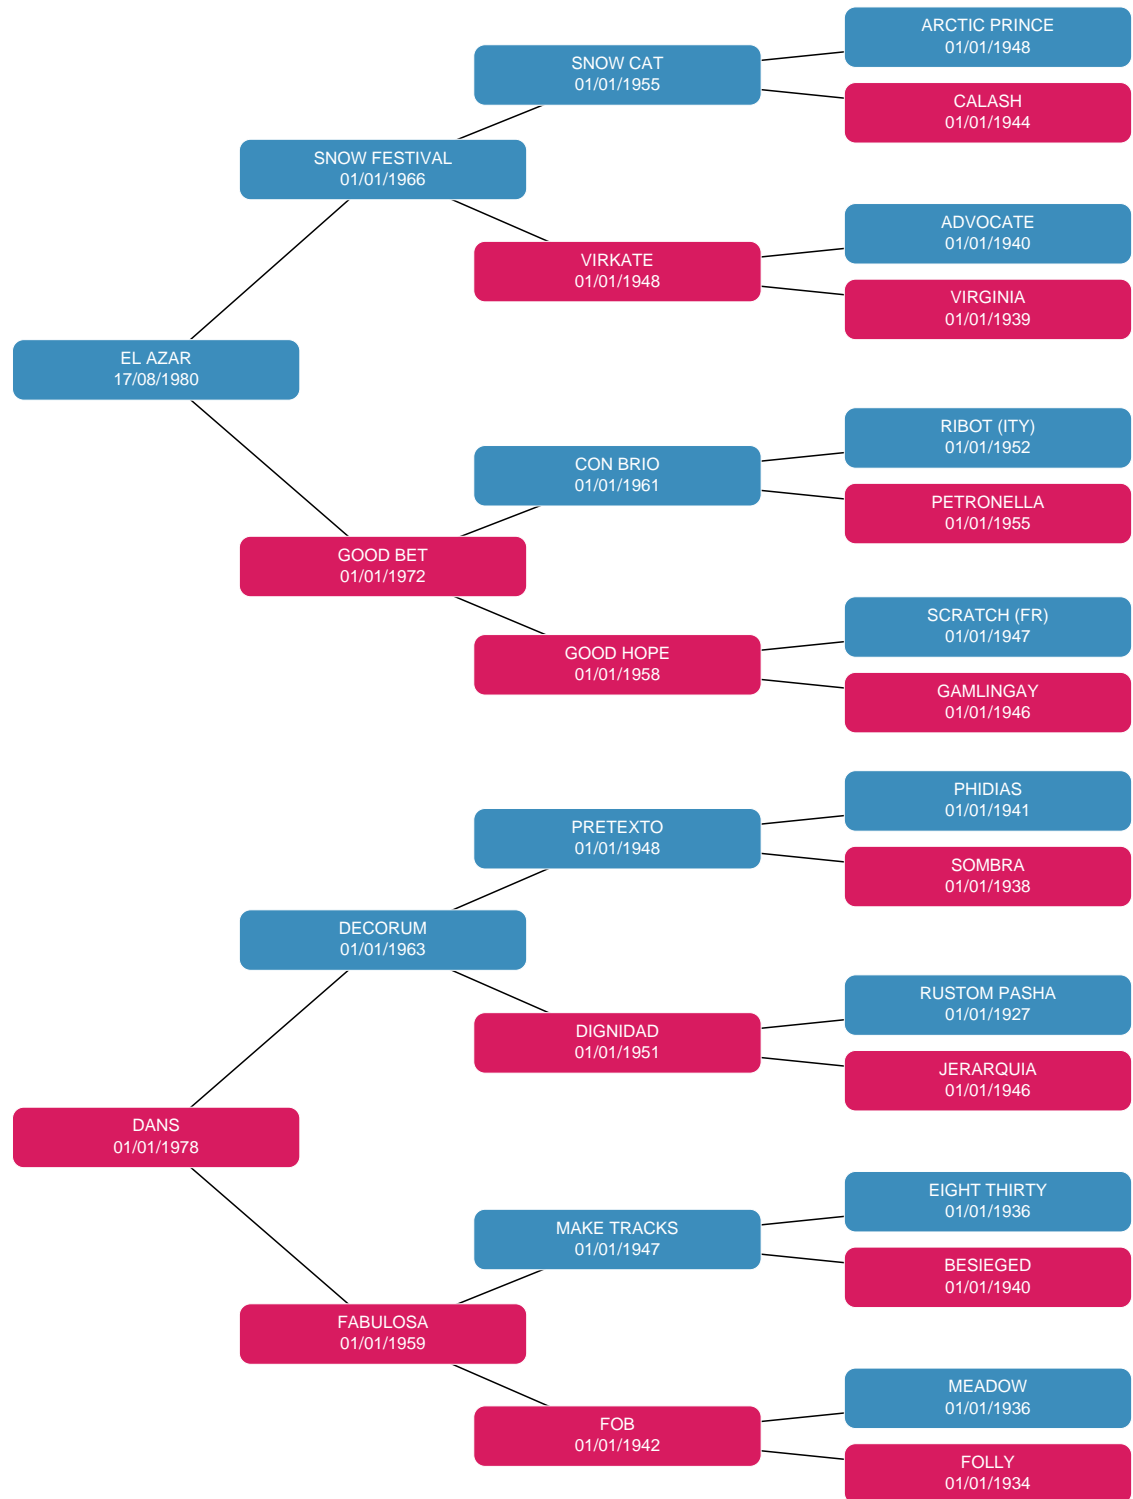 ARCTIC PRINCE
01/01/1948
SNOW CAT
01/01/1955
CALASH
01/01/1944
SNOW FESTIVAL
01/01/1966
ADVOCATE
01/01/1940
VIRKATE
01/01/1948
VIRGINIA
01/01/1939
EL AZAR
17/08/1980
RIBOT (ITY)
01/01/1952
CON BRIO
01/01/1961
PETRONELLA
01/01/1955
GOOD BET
01/01/1972
SCRATCH (FR)
01/01/1947
GOOD HOPE
01/01/1958
GAMLINGAY
01/01/1946
PHIDIAS
01/01/1941
PRETEXTO
01/01/1948
SOMBRA
01/01/1938
DECORUM
01/01/1963
RUSTOM PASHA
01/01/1927
DIGNIDAD
01/01/1951
JERARQUIA
01/01/1946
DANS
01/01/1978
EIGHT THIRTY
01/01/1936
MAKE TRACKS
01/01/1947
BESIEGED
01/01/1940
FABULOSA
01/01/1959
MEADOW
01/01/1936
FOB
01/01/1942
FOLLY
01/01/1934